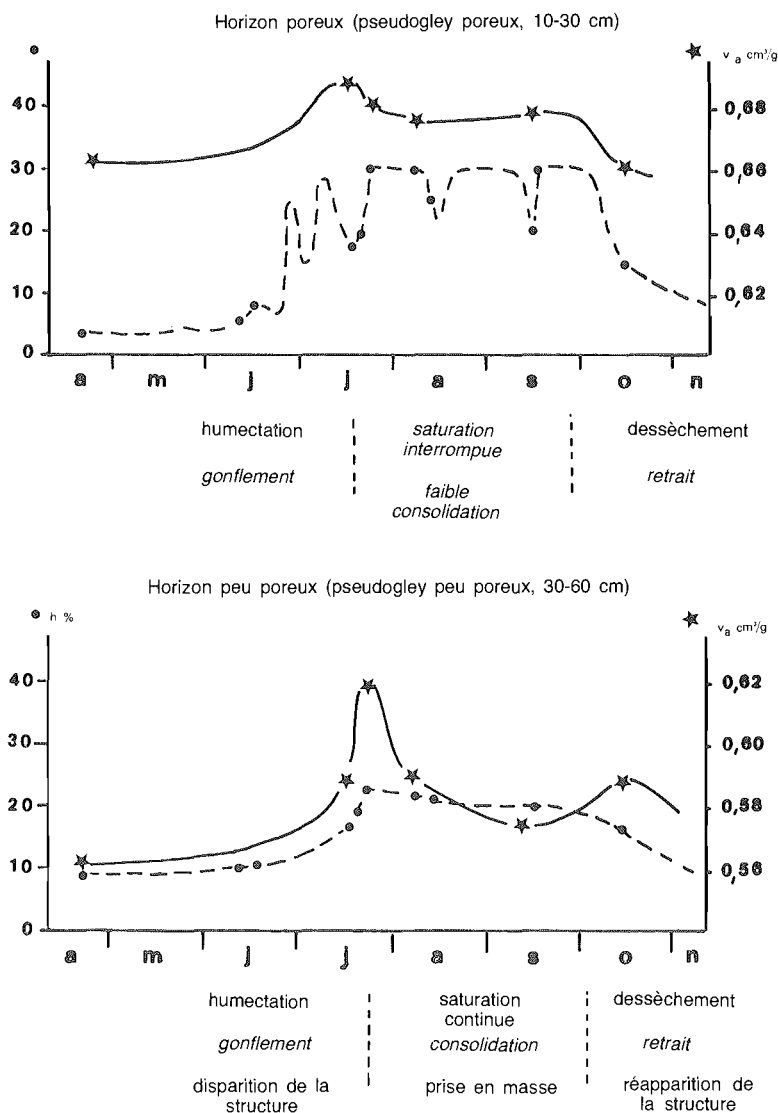 Horizon poreux (pseudogley poreux, 10-30 cm)
v a cm³/g
40
30
20
10
0
0,68
0,66
0,64
0,62
a m j j a s o n
humectation
gonflement
saturation
interrompue
faible
consolidation
dessèchement
retrait
Horizon peu poreux (pseudogley peu poreux, 30-60 cm)
h %
va cm³/g
40
30
20
10
0
0,62
0,60
0,58
0,56
a m j j a s o n
humectation
gonflement
disparition de la
structure
saturation
continue
consolidation
prise en masse
dessèchement
retrait
réapparition de
la structure